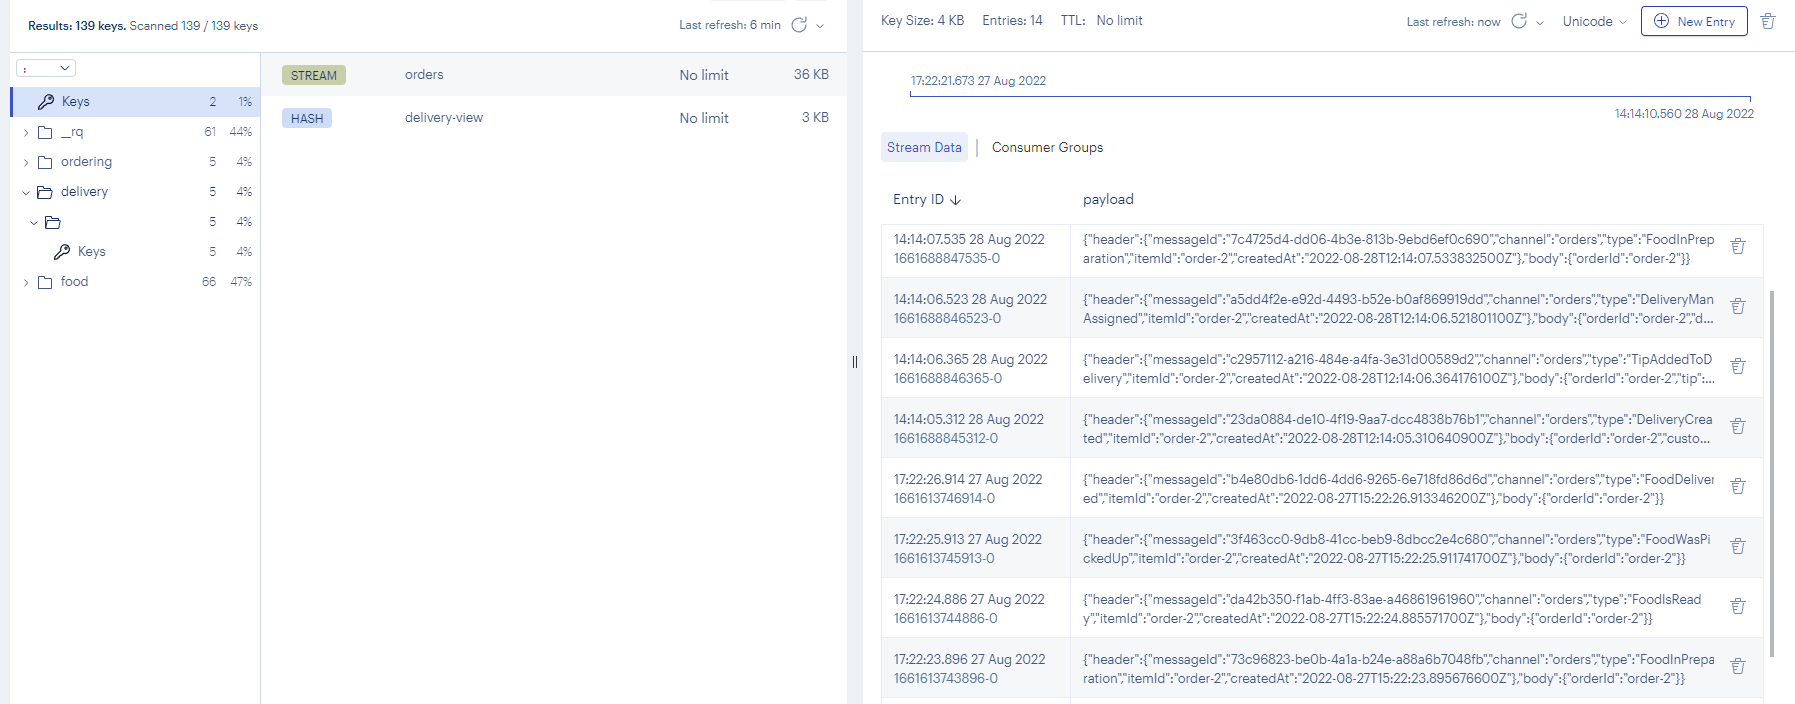 Results: 139 keys. Scanned 139 / 139 keys
Last refresh: 6 min
:
Keys 2 1%
__rq 61 44%
ordering 5 4%
delivery 5 4%
5 4%
Keys 5 4%
food 66 47%
STREAM orders No limit 36 KB
HASH delivery-view No limit 3 KB
Key Size: 4 KB Entries: 14 TTL: No limit
Last refresh: now
Unicode
New Entry
17:22:21.673 27 Aug 2022
14:14:10.560 28 Aug 2022
Stream Data
Consumer Groups
Entry ID
payload
14:14:07.535 28 Aug 2022
1661688847535-0
{"header":{"messageId":"7c4725d4-dd06-4b3e-813b-9ebd6ef0c690","channel":"orders","type":"FoodInPrep
aration","itemId":"order-2","createdAt":"2022-08-28T12:14:07.533832500Z"},"body":{"orderId":"order-2"}}
14:14:06.523 28 Aug 2022
1661688846523-0
{"header":{"messageId":"a5dd4f2e-e92d-4493-b52e-b0af869919dd","channel":"orders","type":"DeliveryMan
Assigned","itemId":"order-2","createdAt":"2022-08-28T12:14:06.521801100Z"},"body":{"orderId":"order-2","d...
14:14:06.365 28 Aug 2022
1661688846365-0
{"header":{"messageId":"c2957112-a216-484e-a4fa-3e31d00589d2","channel":"orders","type":"TipAddedToD
elivery","itemId":"order-2","createdAt":"2022-08-28T12:14:06.364176100Z"},"body":{"orderId":"order-2","tip":...
14:14:05.312 28 Aug 2022
1661688845312-0
{"header":{"messageId":"23da0884-de10-4f19-9aa7-dcc4838b76b1","channel":"orders","type":"DeliveryCrea
ted","itemId":"order-2","createdAt":"2022-08-28T12:14:05.310640900Z"},"body":{"orderId":"order-2","custo...
17:22:26.914 27 Aug 2022
1661613746914-0
{"header":{"messageId":"b4e80db6-1dd6-4dd6-9265-6e718fd86d6d","channel":"orders","type":"FoodDeliver
ed","itemId":"order-2","createdAt":"2022-08-27T15:22:26.913346200Z"},"body":{"orderId":"order-2"}}
17:22:25.913 27 Aug 2022
1661613745913-0
{"header":{"messageId":"3f463cc0-9db8-41cc-beb9-8dbcc2e4c680","channel":"orders","type":"FoodWasPi
ckedUp","itemId":"order-2","createdAt":"2022-08-27T15:22:25.911741700Z"},"body":{"orderId":"order-2"}}
17:22:24.886 27 Aug 2022
1661613744886-0
{"header":{"messageId":"da42b350-f1ab-4ff3-83ae-a46861961960","channel":"orders","type":"FoodIsRead
y","itemId":"order-2","createdAt":"2022-08-27T15:22:24.885571700Z"},"body":{"orderId":"order-2"}}
17:22:23.896 27 Aug 2022
1661613743896-0
{"header":{"messageId":"73c96823-be0b-4a1a-b24e-a88a6b7048fb","channel":"orders","type":"FoodInPrepa
ration","itemId":"order-2","createdAt":"2022-08-27T15:22:23.895676600Z"},"body":{"orderId":"order-2"}}